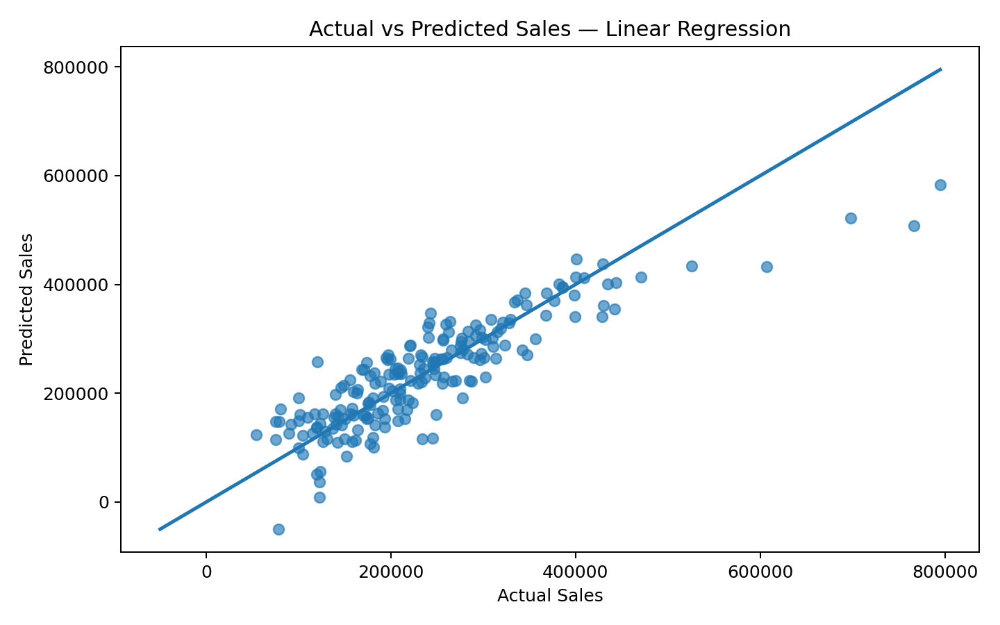 Actual vs Predicted Sales — Linear Regression
800000
600000
400000
200000
0
Predicted Sales
0 200000 400000 600000 800000
Actual Sales